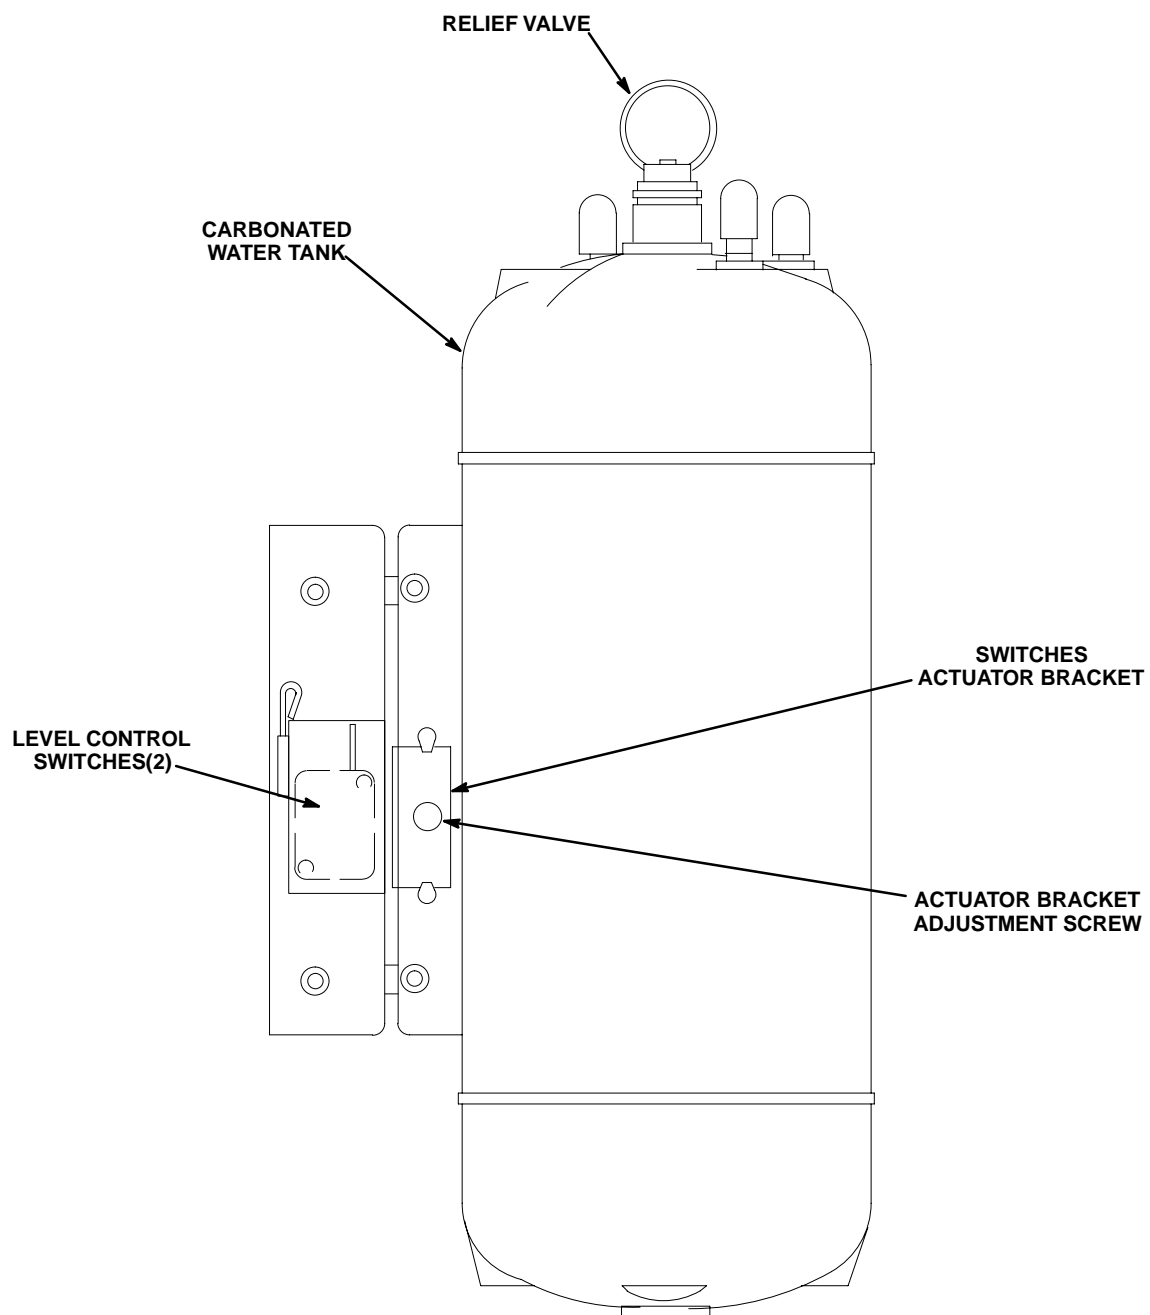 RELIEF VALVE
CARBONATED
WATER TANK
SWITCHES
ACTUATOR BRACKET
LEVEL CONTROL
SWITCHES(2)
ACTUATOR BRACKET
ADJUSTMENT SCREW